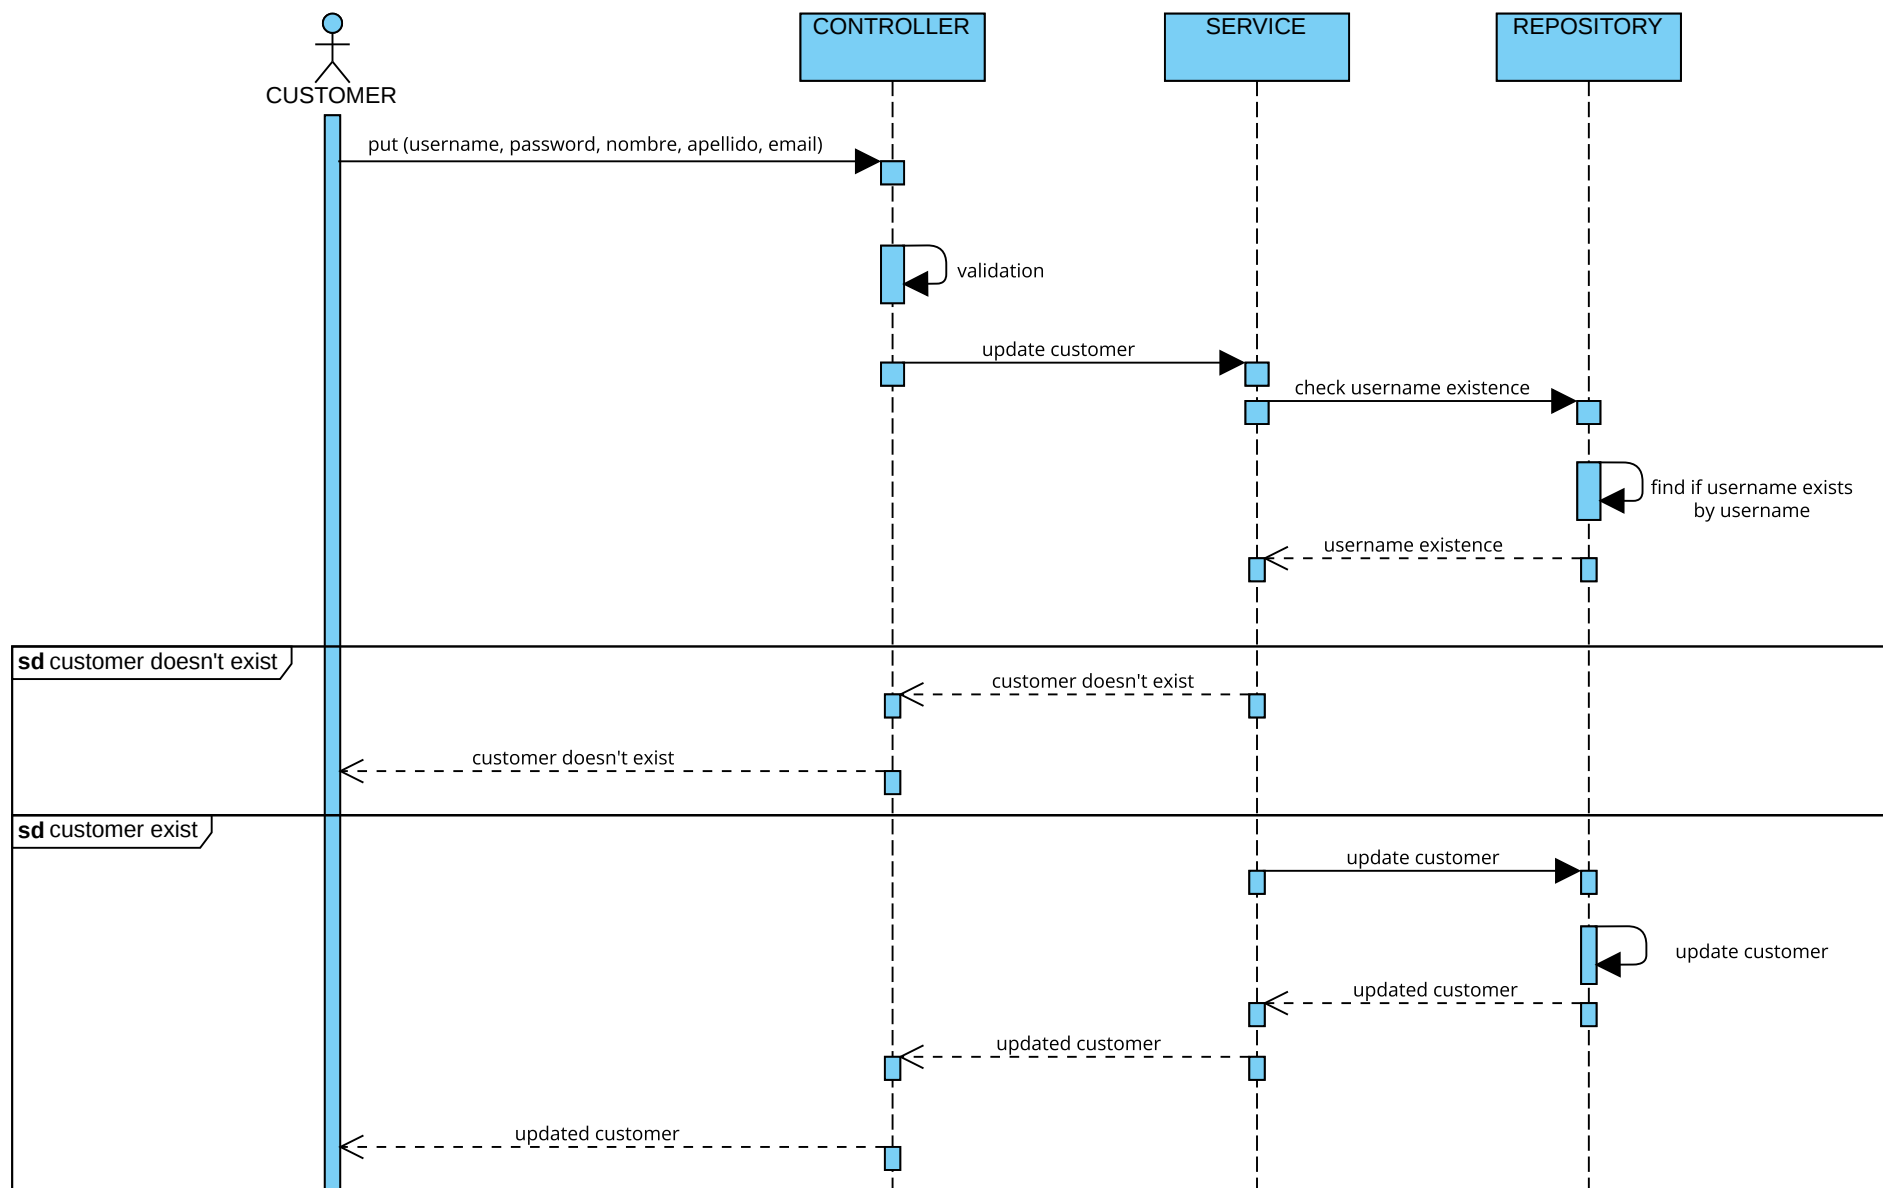 CUSTOMER
CONTROLLER
SERVICE
REPOSITORY
put (username, password, nombre, apellido, email)
validation
update customer
check username existence
find if username exists
by username
username existence
sd customer doesn't exist
customer doesn't exist
customer doesn't exist
sd customer exist
update customer
update customer
updated customer
updated customer
updated customer